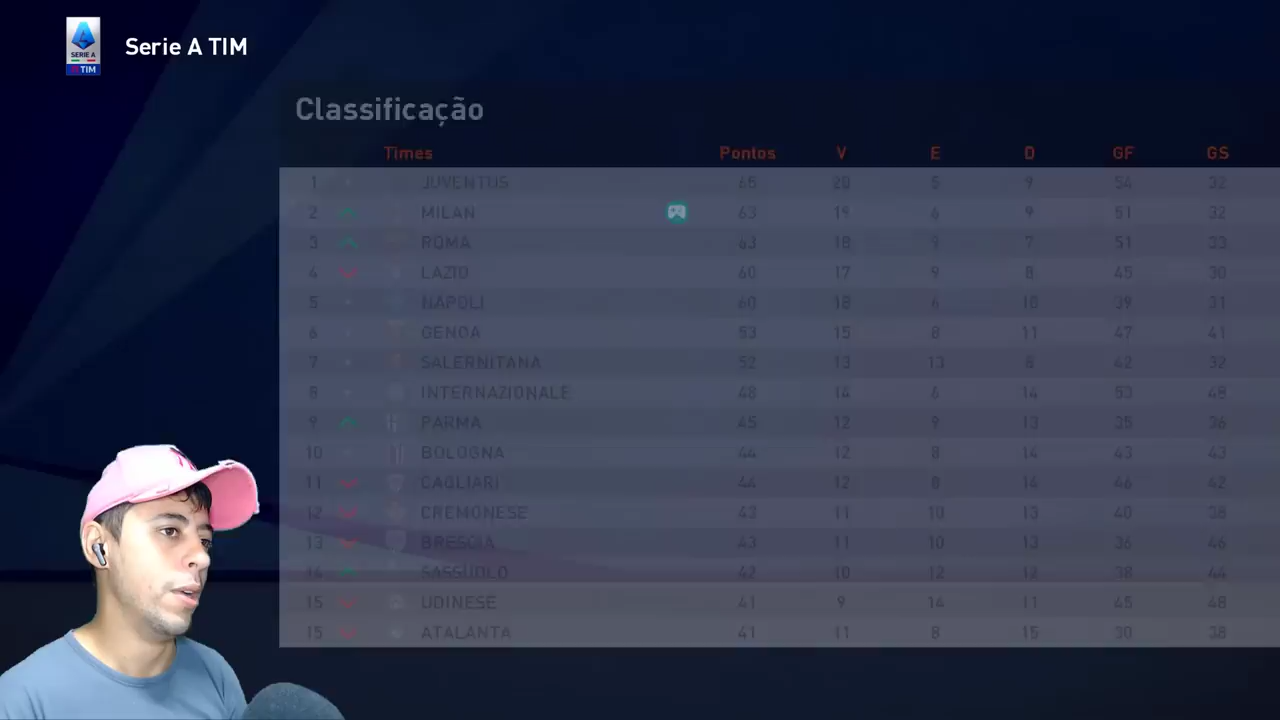 SERIE A
TIM
Serie A TIM
Classificação
Times Pontos V E D GF GS
1 JUVENTUS 65 20 5 9 54 32
2 MILAN 63 19 6 9 51 32
3 ROMA 63 18 9 7 51 33
4 LAZIO 60 17 9 8 45 30
5 NAPOLI 60 18 6 10 39 31
6 GENOA 53 15 8 11 47 41
7 SALERNITANA 52 13 13 8 42 32
8 INTERNAZIONALE 48 14 6 14 53 48
9 PARMA 45 12 9 13 35 36
10 BOLOGNA 44 12 8 14 43 43
11 CAGLIARI 44 12 8 14 46 42
12 CREMONESE 43 11 10 13 40 38
13 BRESCIA 43 11 10 13 36 46
14 SASSUOLO 42 10 12 12 38 44
15 UDINESE 41 9 14 11 45 48
15 ATALANTA 41 11 8 15 30 38